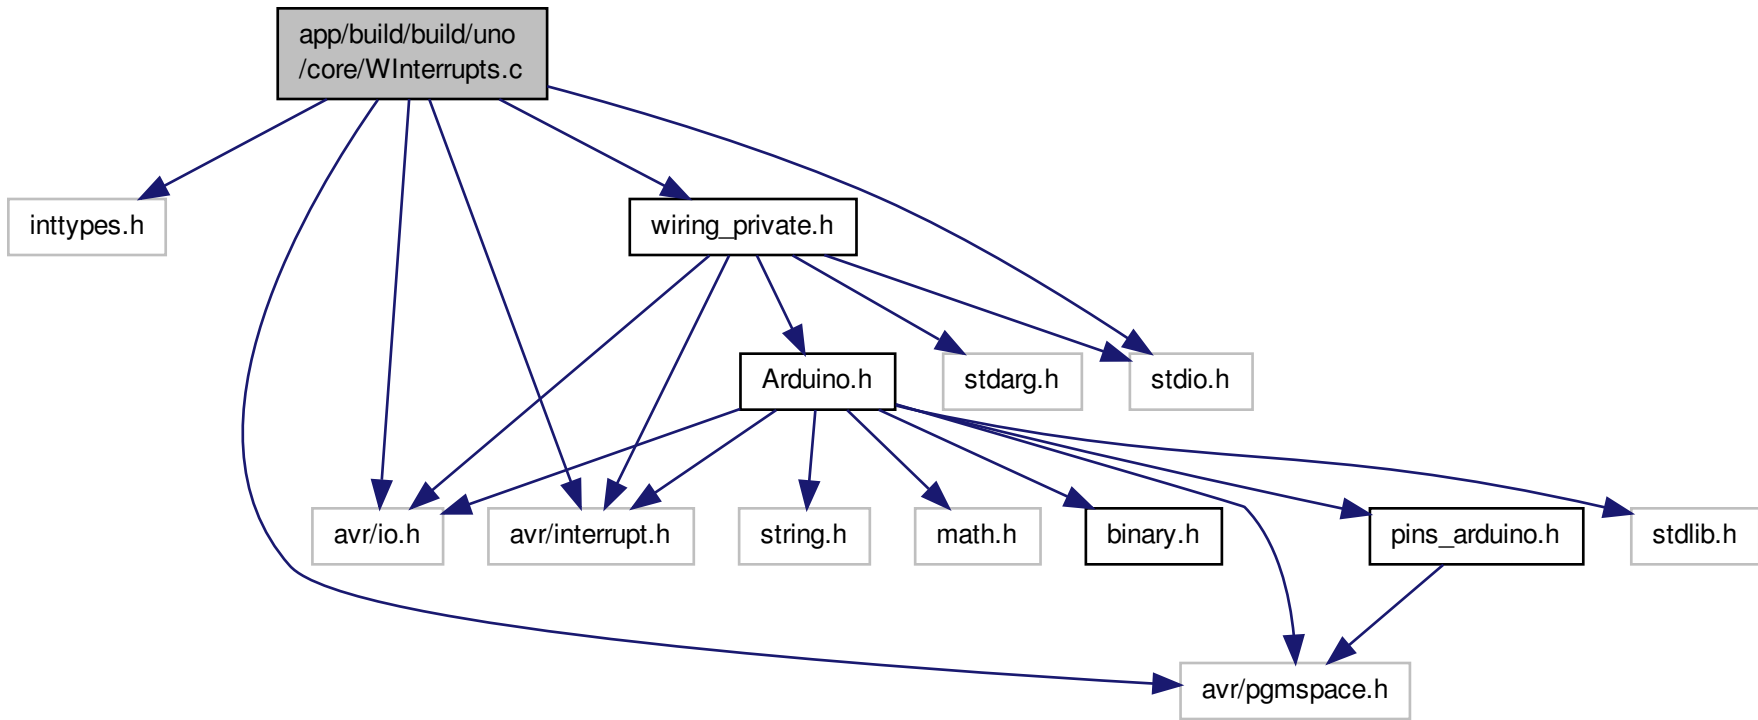 app/build/build/uno
/core/WInterrupts.c
inttypes.h
wiring_private.h
Arduino.h
stdarg.h
stdio.h
avr/io.h
avr/interrupt.h
string.h
math.h
binary.h
pins_arduino.h
stdlib.h
avr/pgmspace.h